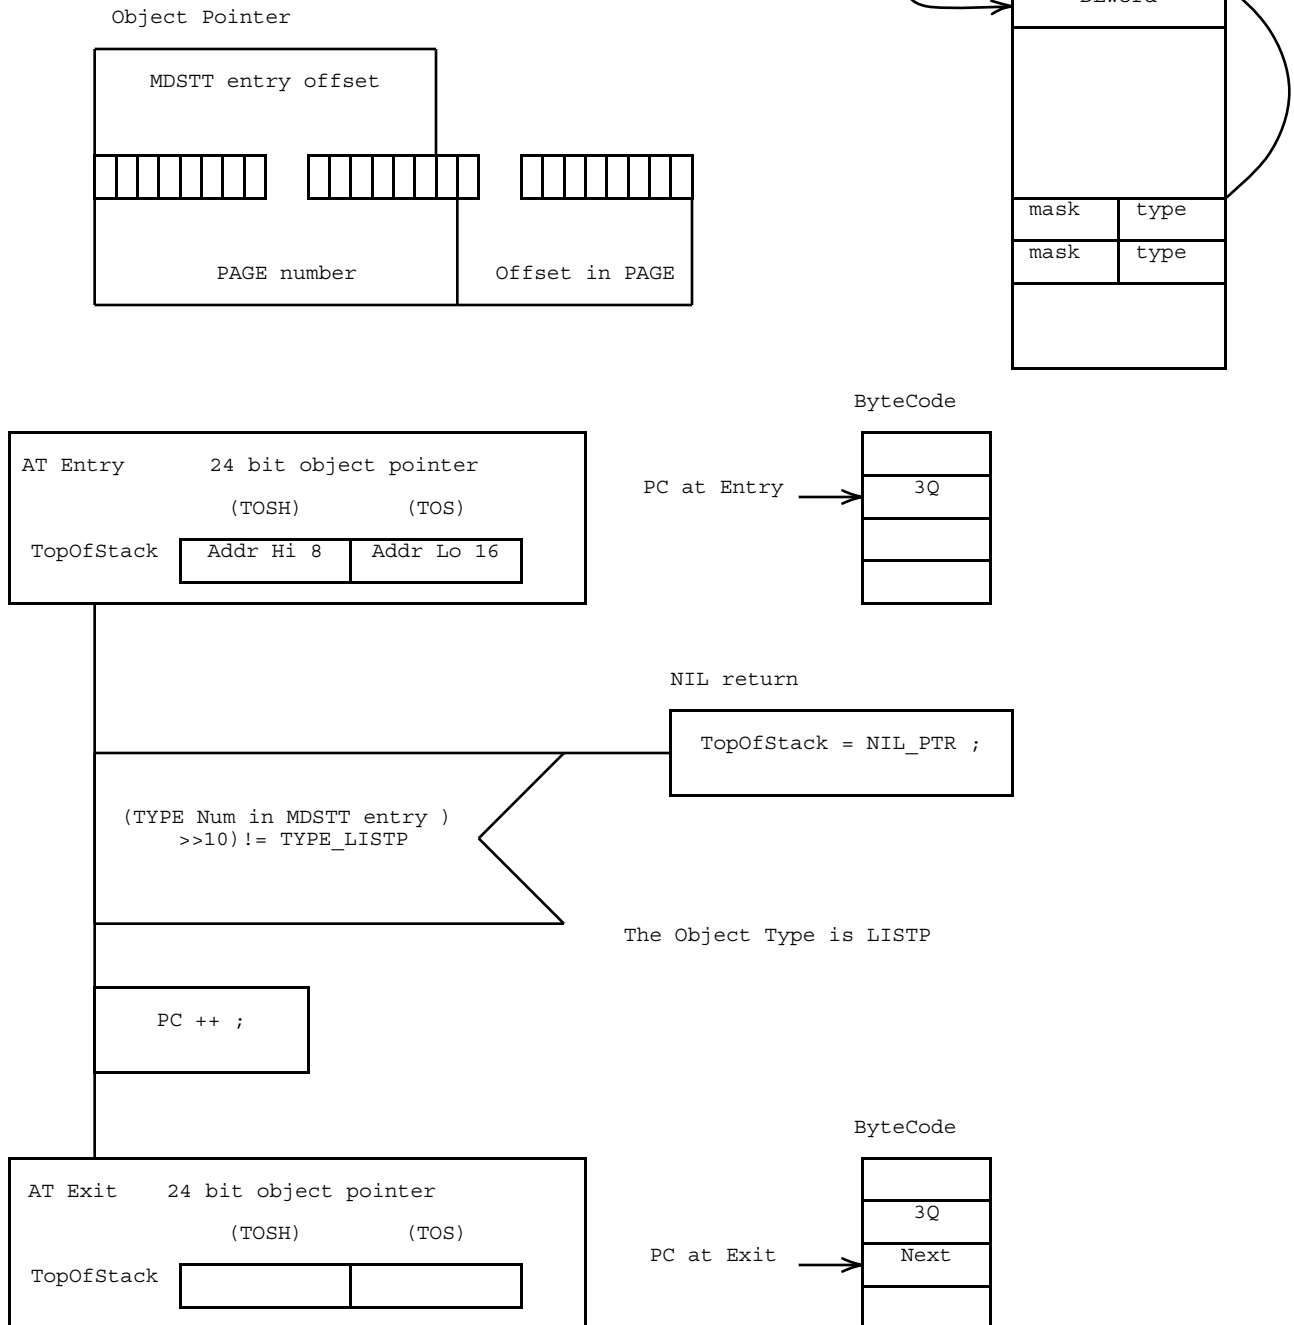 Object Pointer
MDSTT entry offset
PAGE number
Offset in PAGE
mask type
mask type
ByteCode
AT Entry 24 bit object pointer
(TOSH) (TOS)
TopOfStack Addr Hi 8 Addr Lo 16
PC at Entry 3Q
NIL return
TopOfStack = NIL_PTR ;
(TYPE Num in MDSTT entry )
>>10)!= TYPE_LISTP
The Object Type is LISTP
PC ++ ;
ByteCode
AT Exit 24 bit object pointer
(TOSH) (TOS)
TopOfStack
3Q
PC at Exit Next